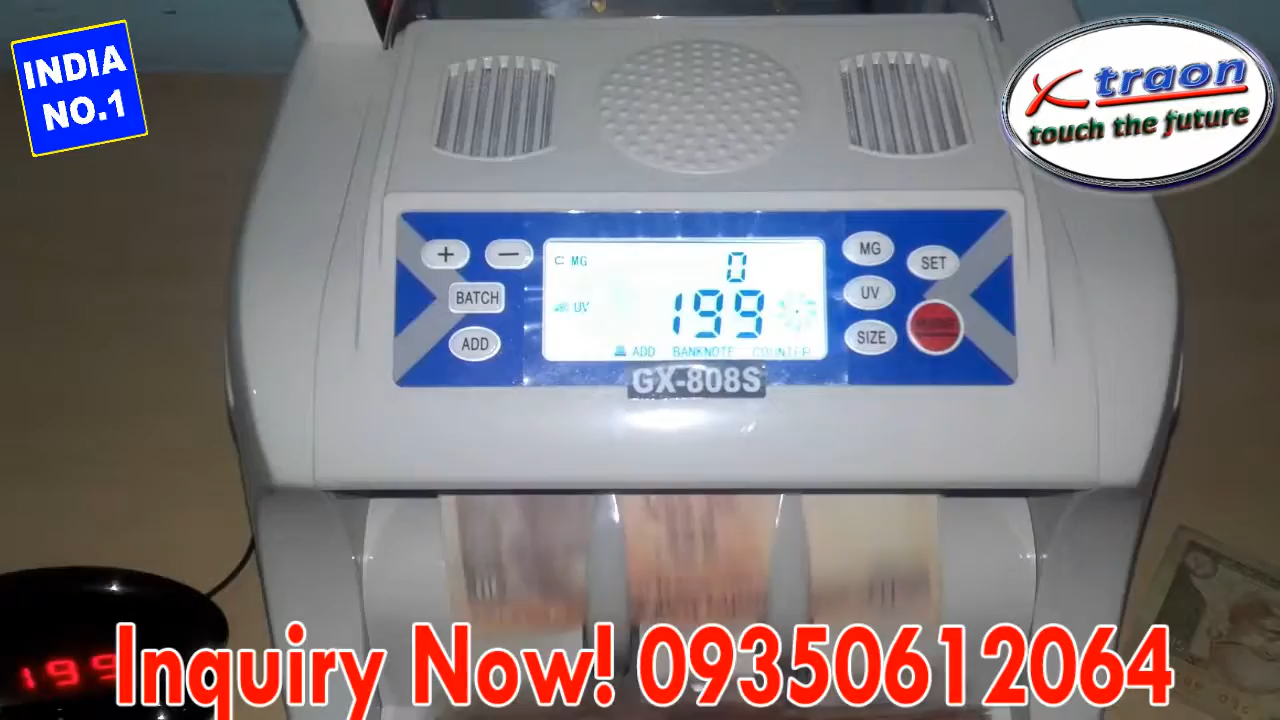 INDIA
NO.1
Xtraon
touch the future
+
−
BATCH
ADD
C MG
0
UV
199
ADD BANKNOTE COUNTER
MG
SET
UV
SIZE
GX-808S
199
Inquiry Now! 09350612064